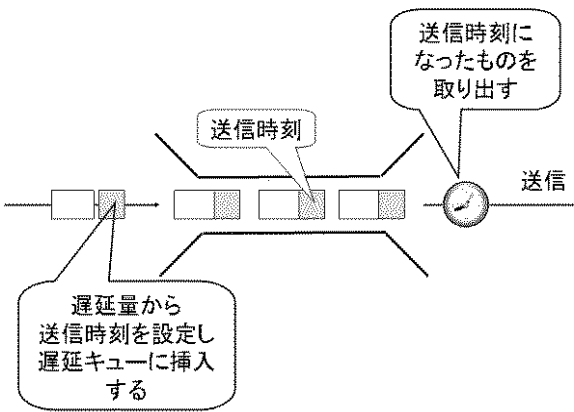 送信時刻に
なったものを
取り出す
送信時刻
送信
遅延量から
送信時刻を設定し
遅延キューに挿入
する